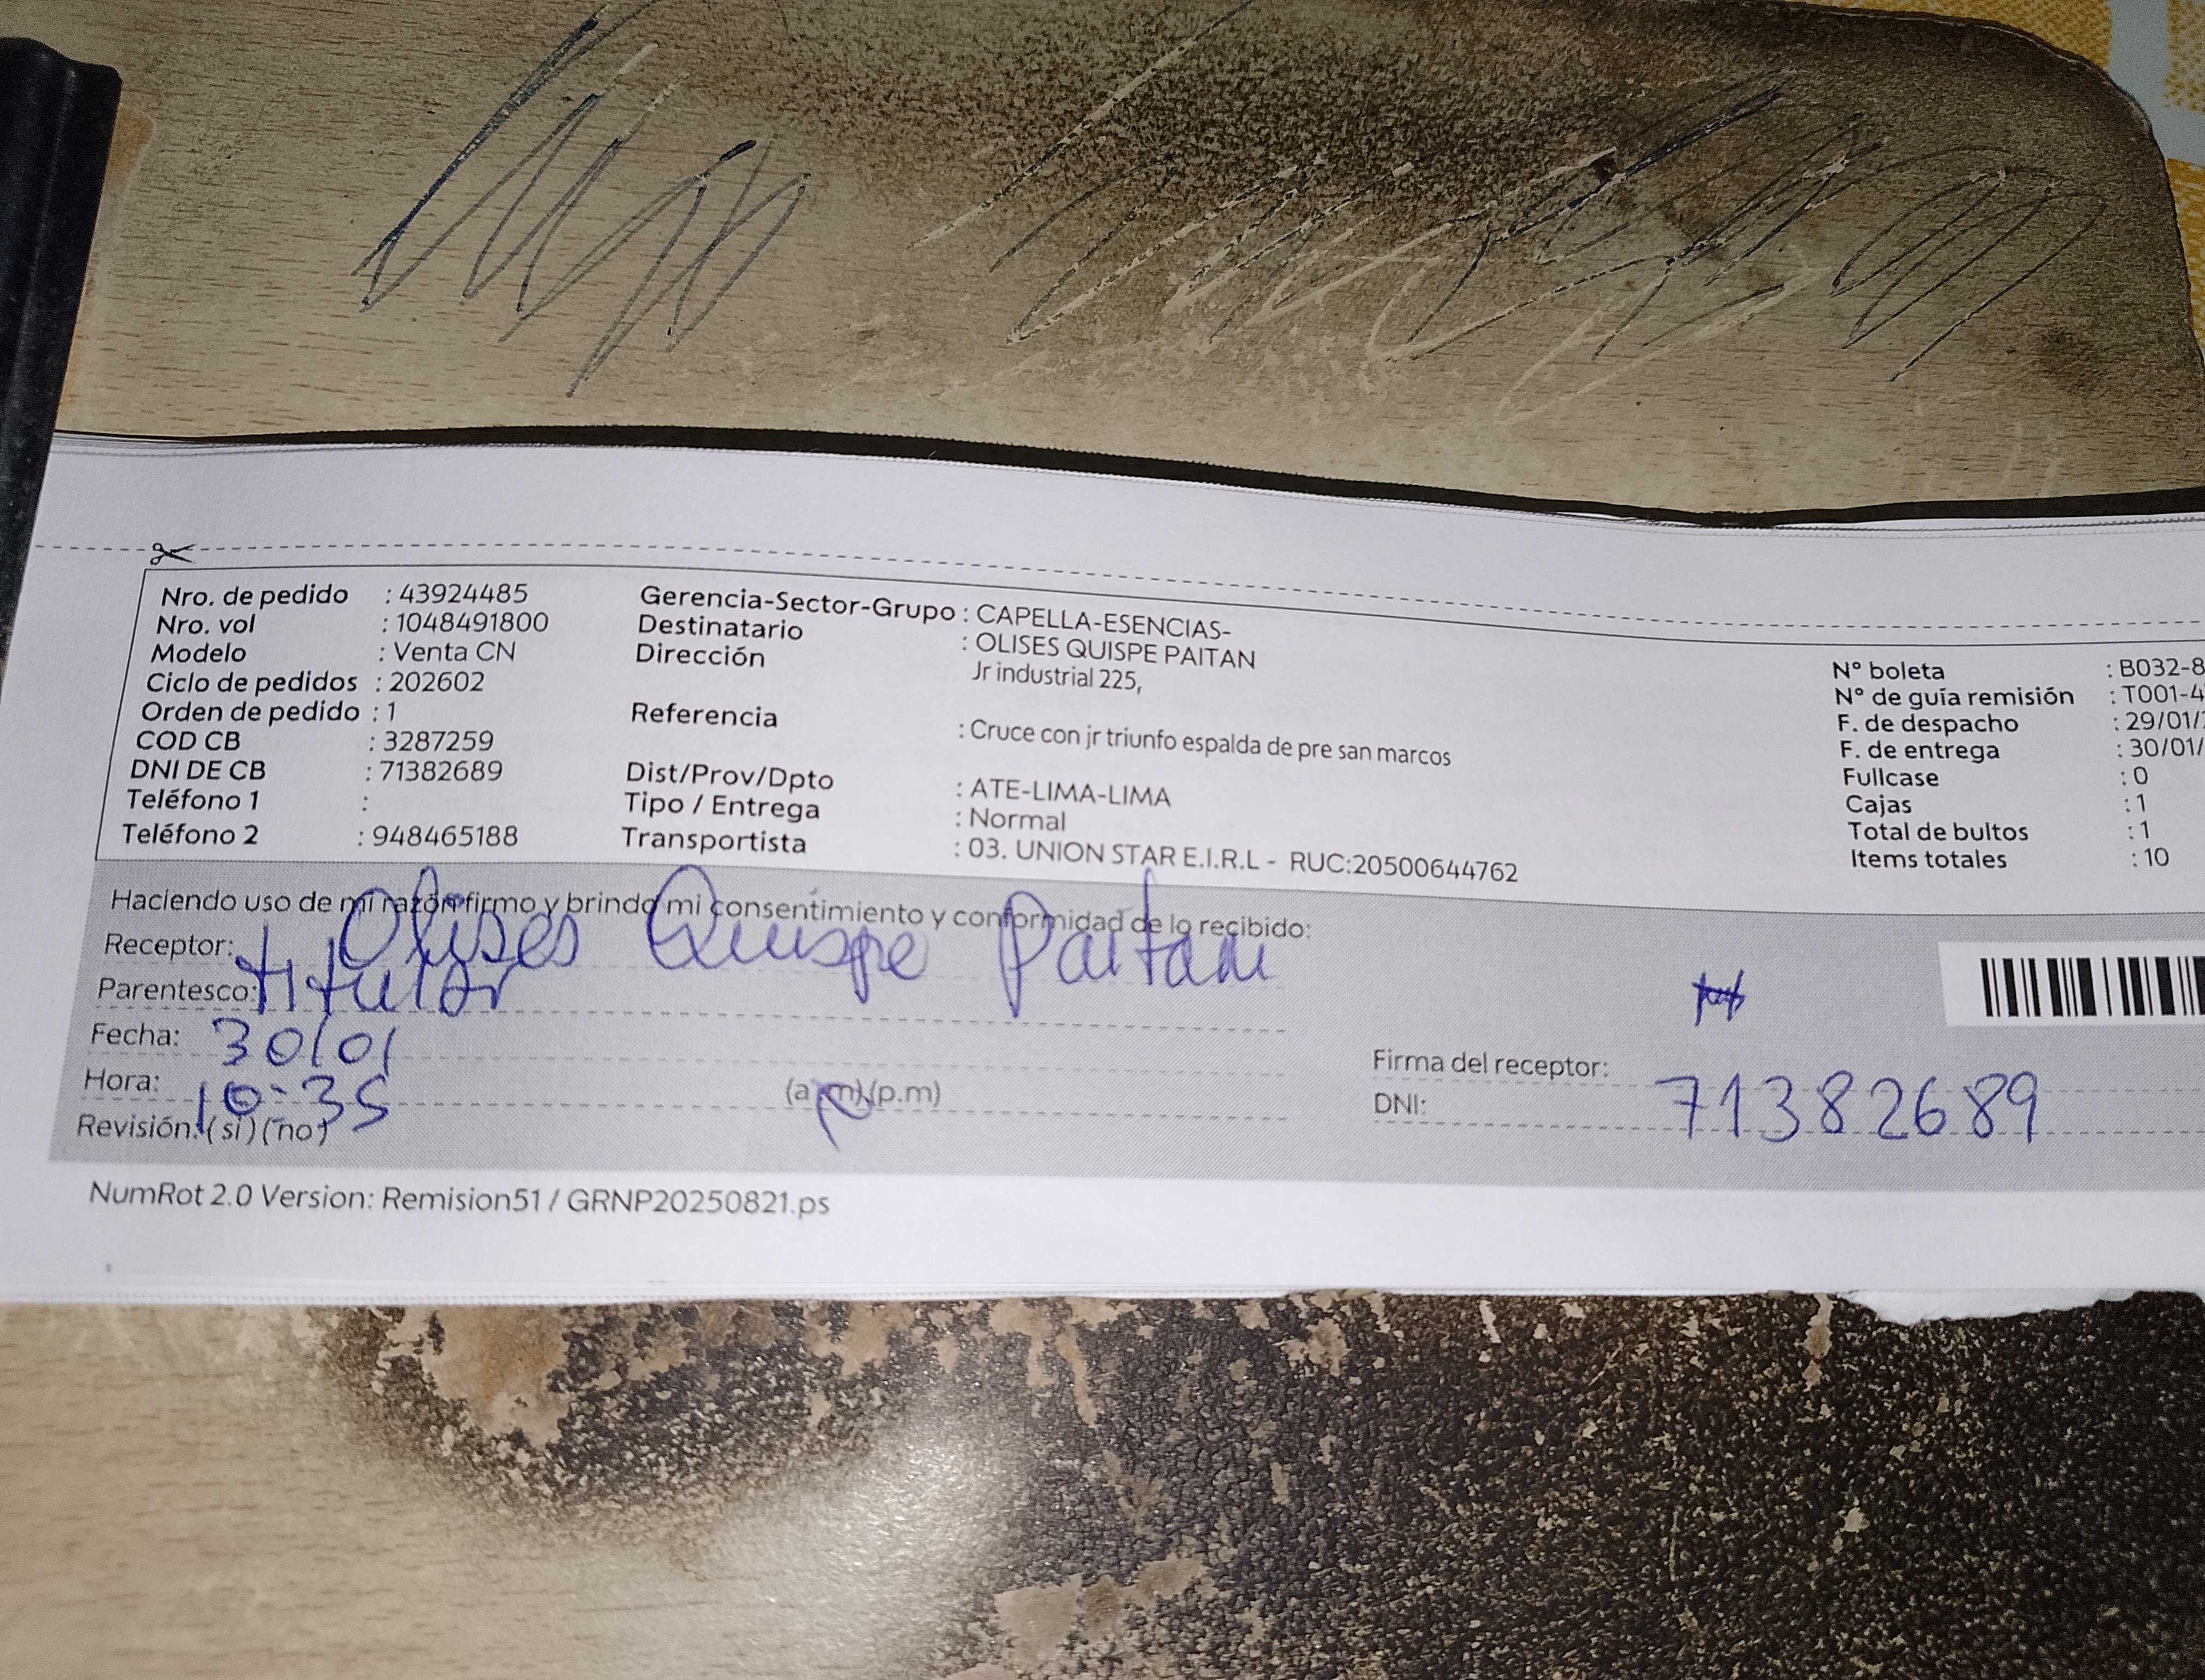 Nro. de pedido : 43924485
Nro. vol : 1048491800
Modelo : Venta CN
Ciclo de pedidos : 202602
Orden de pedido : 1
COD CB : 3287259
DNI DE CB : 71382689
Teléfono 1 :
Teléfono 2 : 948465188
Gerencia-Sector-Grupo : CAPELLA-ESENCIAS-
Destinatario : OLISES QUISPE PAITAN
Dirección Jr industrial 225,
Referencia : Cruce con jr triunfo espalda de pre san marcos
Dist/Prov/Dpto : ATE-LIMA-LIMA
Tipo / Entrega : Normal
Transportista : 03. UNION STAR E.I.R.L - RUC:20500644762
N° boleta : B032-8
N° de guía remisión : T001-4
F. de despacho : 29/01/
F. de entrega : 30/01/
Fullcase : 0
Cajas : 1
Total de bultos : 1
Items totales : 10
Haciendo uso de mi razón firmo y brindo mi consentimiento y conformidad de lo recibido:
Receptor: Olises Quispe Paitan
Parentesco: titular
Fecha: 30/01
Hora: 10:35 (a.m) (p.m)
Revisión: (si) (no)
Firma del receptor:
DNI: 71382689
NumRot 2.0 Version: Remision51 / GRNP20250821.ps